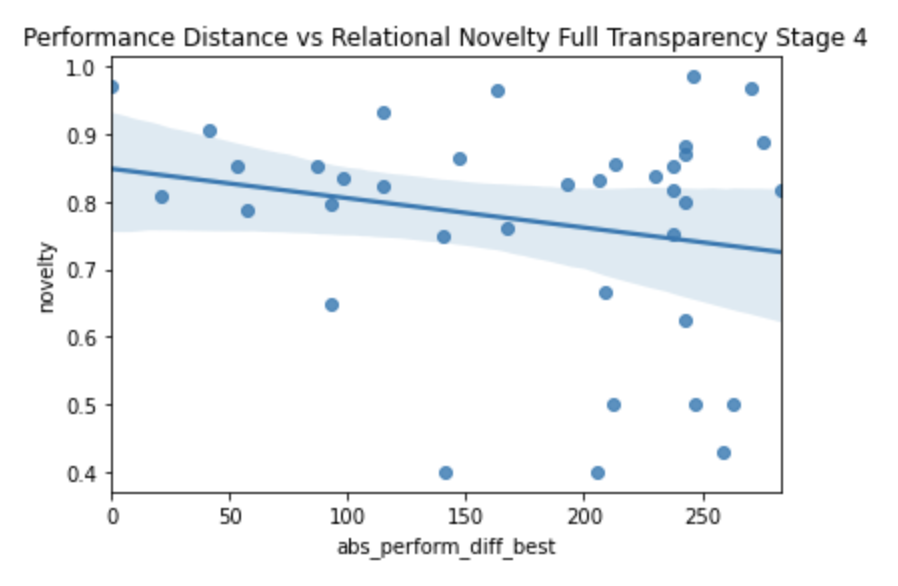 Performance Distance vs Relational Novelty Full Transparency Stage 4
1.0
0.9
0.8
0.7
0.6
0.5
0.4
novelty
0 50 100 150 200 250
abs_perform_diff_best